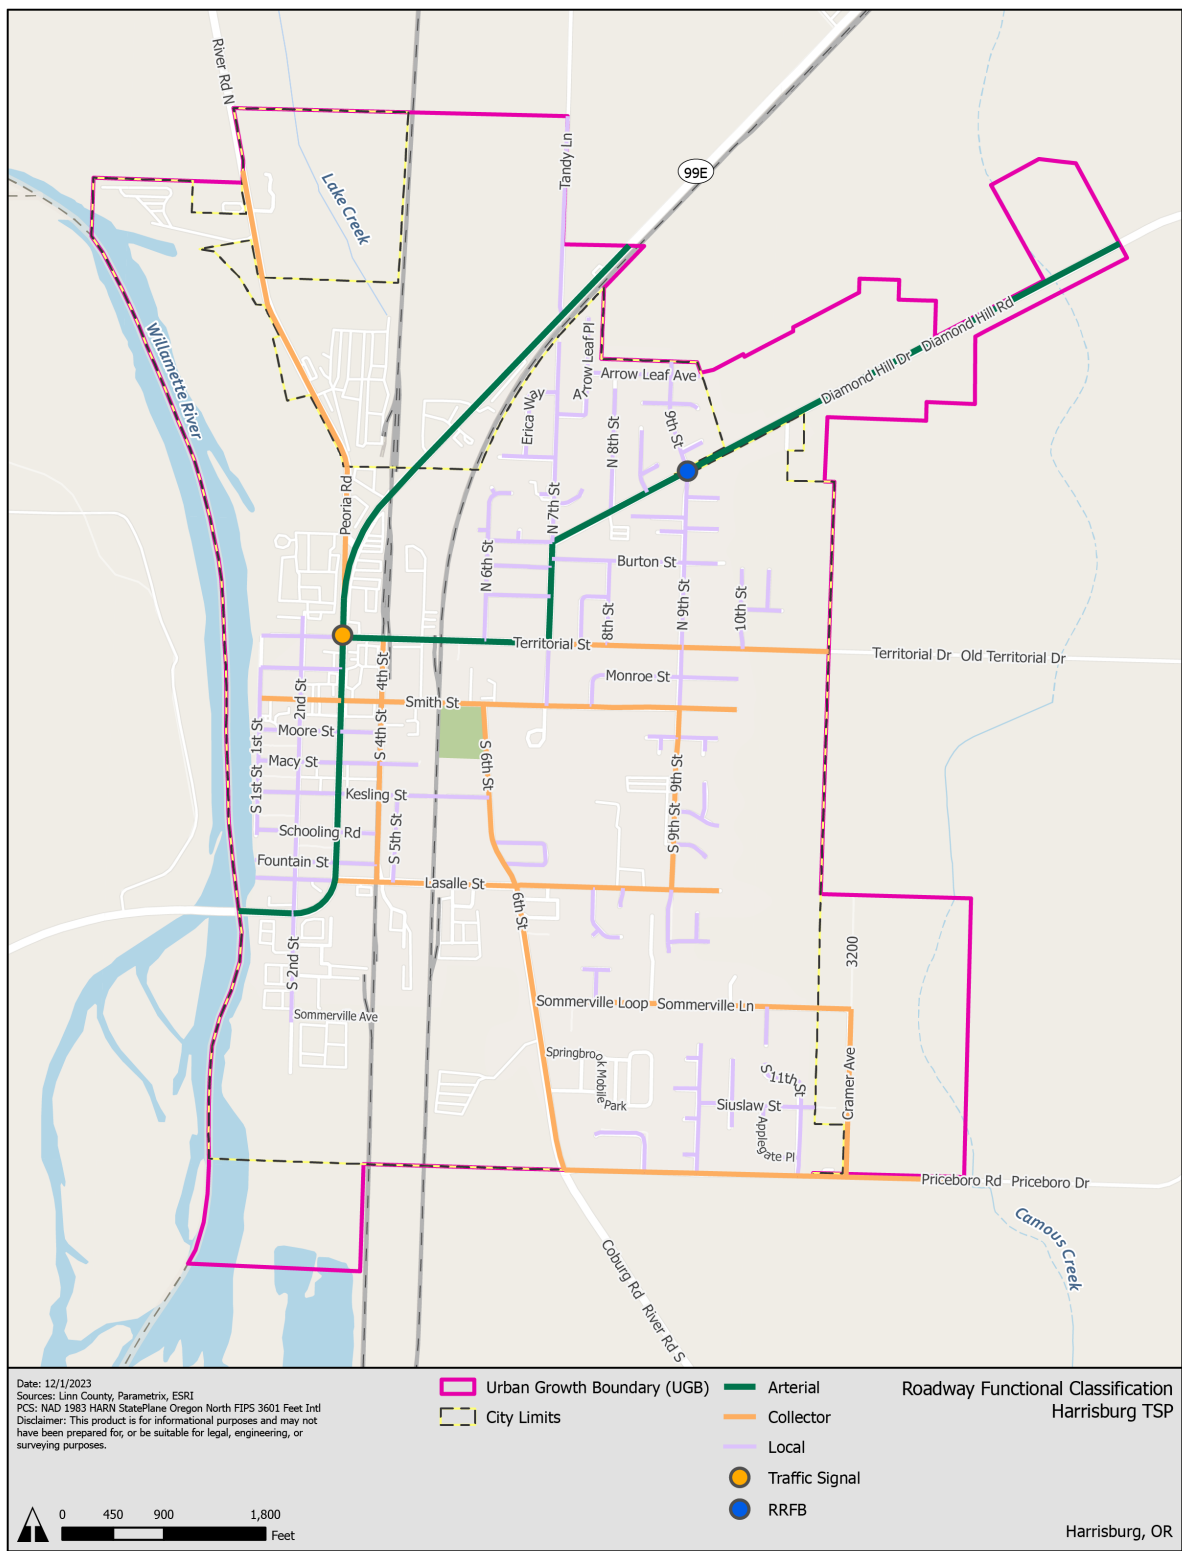 River Rd N
Lake Creek
Tandy Ln
99E
Willamette River
Arrow Leaf Pl
Arrow Leaf Ave
Erica Way
N 8th St
9th St
Diamond Hill Dr
Diamond Hill Rd
Peoria Rd
N 7th St
N 6th St
Burton St
8th St
N 9th St
10th St
Territorial St
Territorial Dr
Old Territorial Dr
4th St
Monroe St
2nd St
Smith St
1st St
Moore St
S 4th St
S 6th St
Macy St
9th St
S 1st St
Kesling St
Schooling Rd
S 5th St
S 9th St
Fountain St
Lasalle St
6th St
S 2nd St
3200
Sommerville Loop
Sommerville Ln
Sommerville Ave
Springbrook Mobile Park
S 11th St
Cramer Ave
Siuslaw St
Applegate Pl
Priceboro Rd
Priceboro Dr
Camous Creek
Coburg Rd
River Rd S
Date: 12/1/2023
Sources: Linn County, Parametrix, ESRI
PCS: NAD 1983 HARN StatePlane Oregon North FIPS 3601 Feet Intl
Disclaimer: This product is for informational purposes and may not
have been prepared for, or be suitable for legal, engineering, or
surveying purposes.
0 450 900 1,800
Feet
Urban Growth Boundary (UGB)
City Limits
Arterial
Collector
Local
Traffic Signal
RRFB
Roadway Functional Classification
Harrisburg TSP
Harrisburg, OR